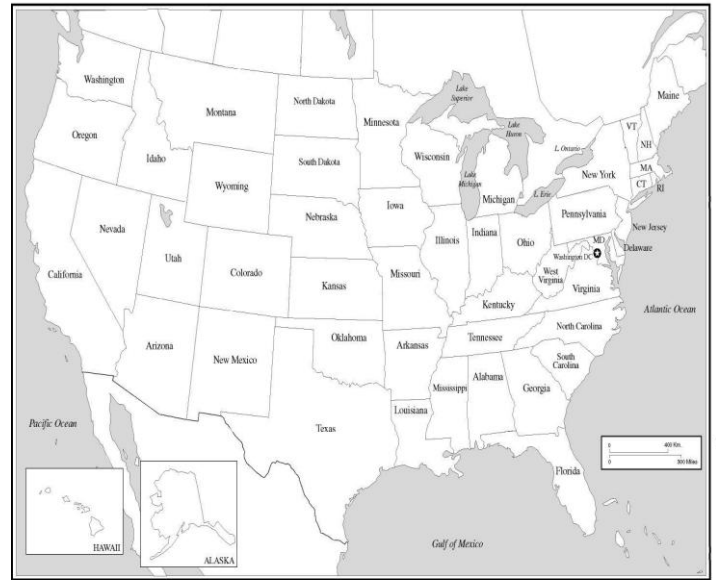 Washington
Montana
North Dakota
Minnesota
Lake
Superior
Maine
Oregon
Idaho
South Dakota
Wisconsin
Lake
Huron
L. Ontario
VT
NH
Wyoming
Lake
Michigan
Michigan
L. Erie
New York
MA
CT
RI
Nevada
Nebraska
Iowa
Pennsylvania
New Jersey
California
Utah
Colorado
Illinois
Indiana
Ohio
MD
Delaware
Washington DC
Kansas
Missouri
West
Virginia
Virginia
Kentucky
Atlantic Ocean
Arizona
New Mexico
Oklahoma
Arkansas
Tennessee
North Carolina
South
Carolina
Mississippi
Alabama
Georgia
Louisiana
Texas
Pacific Ocean
0 400 Km.
0 300 Miles
Florida
Gulf of Mexico
HAWAII
ALASKA